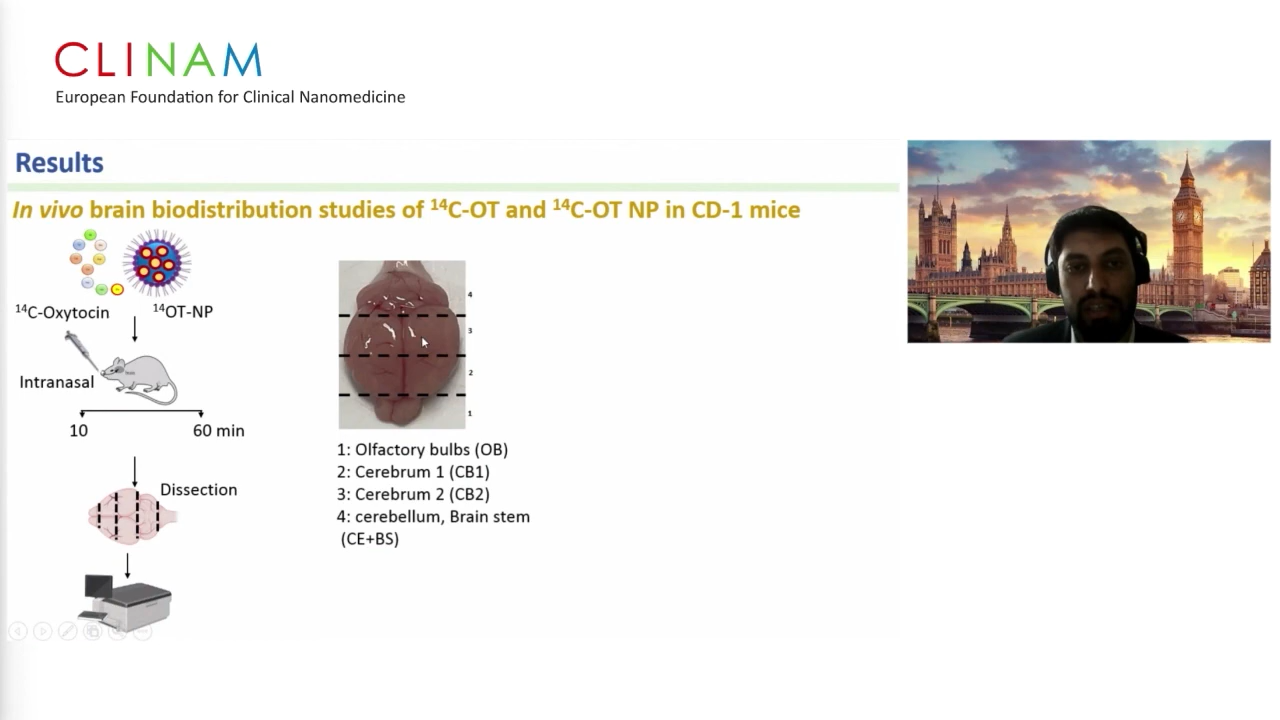 CLINAM
European Foundation for Clinical Nanomedicine
Results
In vivo brain biodistribution studies of ¹⁴C-OT and ¹⁴C-OT NP in CD-1 mice
¹⁴C-Oxytocin
¹⁴OT-NP
Intranasal
10
60 min
Dissection
4
3
2
1
1: Olfactory bulbs (OB)
2: Cerebrum 1 (CB1)
3: Cerebrum 2 (CB2)
4: cerebellum, Brain stem
(CE+BS)